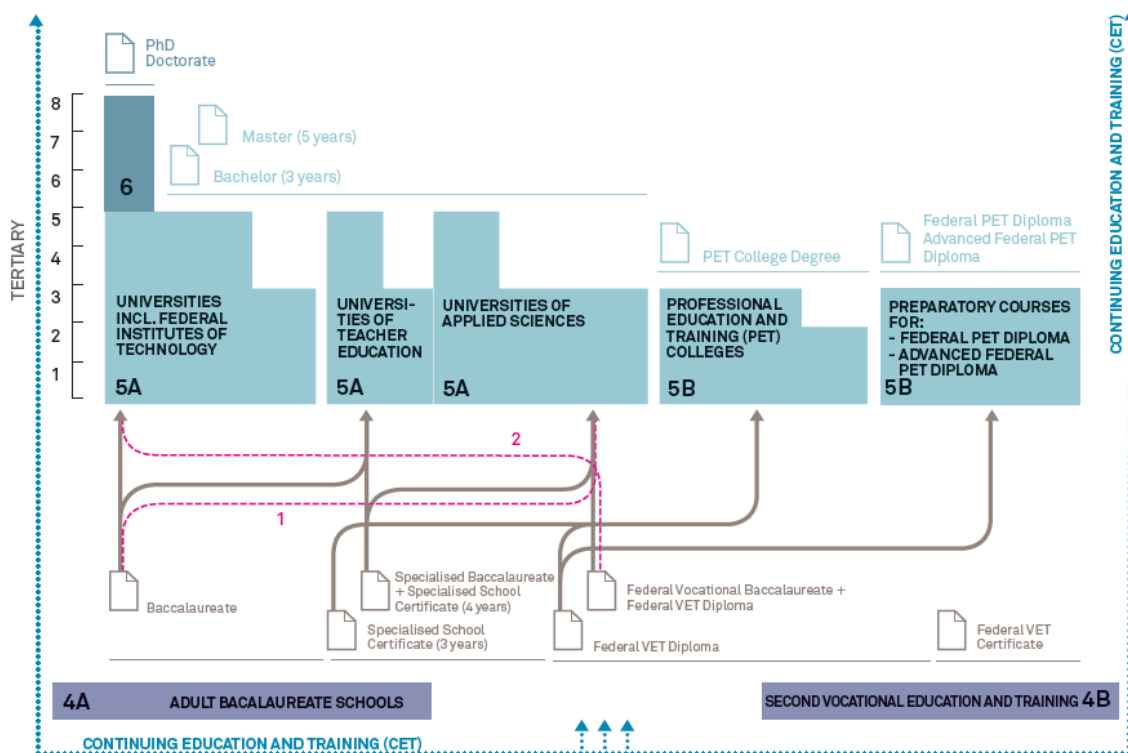 PhD
Doctorate
Master (5 years)
Bachelor (3 years)
TERTIARY
8
7
6
5
4
3
2
1
6
UNIVERSITIES
INCL. FEDERAL
INSTITUTES OF
TECHNOLOGY
5A
UNIVERSI-
TIES OF
TEACHER
EDUCATION
5A
UNIVERSITIES OF
APPLIED SCIENCES
5A
PET College Degree
PROFESSIONAL
EDUCATION AND
TRAINING (PET)
COLLEGES
5B
Federal PET Diploma
Advanced Federal PET
Diploma
PREPARATORY COURSES
FOR:
- FEDERAL PET DIPLOMA
- ADVANCED FEDERAL
PET DIPLOMA
5B
CONTINUING EDUCATION AND TRAINING (CET)
2
1
Baccalaureate
Specialised Baccalaureate
+ Specialised School
Certificate (4 years)
Specialised School
Certificate (3 years)
Federal Vocational Baccalaureate +
Federal VET Diploma
Federal VET Diploma
Federal VET
Certificate
4A ADULT BACALAUREATE SCHOOLS
SECOND VOCATIONAL EDUCATION AND TRAINING 4B
CONTINUING EDUCATION AND TRAINING (CET)